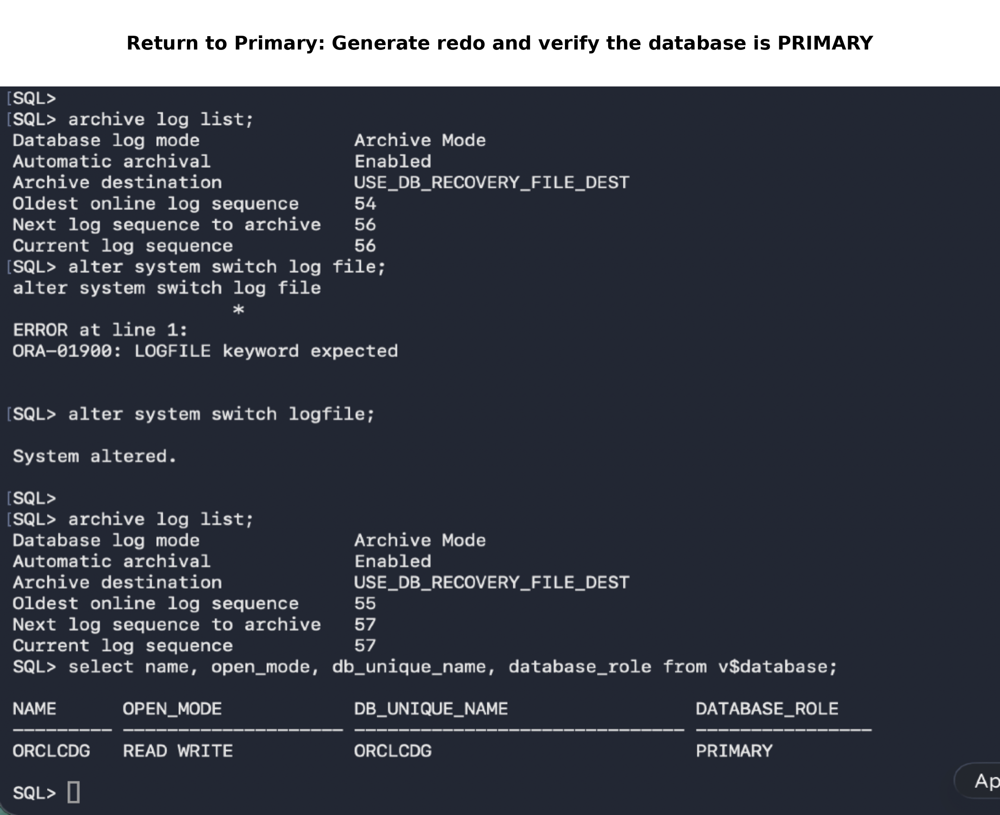 Return to Primary: Generate redo and verify the database is PRIMARY
[SQL>
[SQL> archive log list;
Database log mode              Archive Mode
Automatic archival             Enabled
Archive destination            USE_DB_RECOVERY_FILE_DEST
Oldest online log sequence     54
Next log sequence to archive   56
Current log sequence           56
[SQL> alter system switch log file;
alter system switch log file
                    *
ERROR at line 1:
ORA-01900: LOGFILE keyword expected
[SQL> alter system switch logfile;
System altered.
[SQL>
[SQL> archive log list;
Database log mode              Archive Mode
Automatic archival             Enabled
Archive destination            USE_DB_RECOVERY_FILE_DEST
Oldest online log sequence     55
Next log sequence to archive   57
Current log sequence           57
SQL> select name, open_mode, db_unique_name, database_role from v$database;
NAME      OPEN_MODE            DB_UNIQUE_NAME                 DATABASE_ROLE
--------- -------------------- ------------------------------ ----------------
ORCLCDG   READ WRITE           ORCLCDG                        PRIMARY
Ap
SQL>